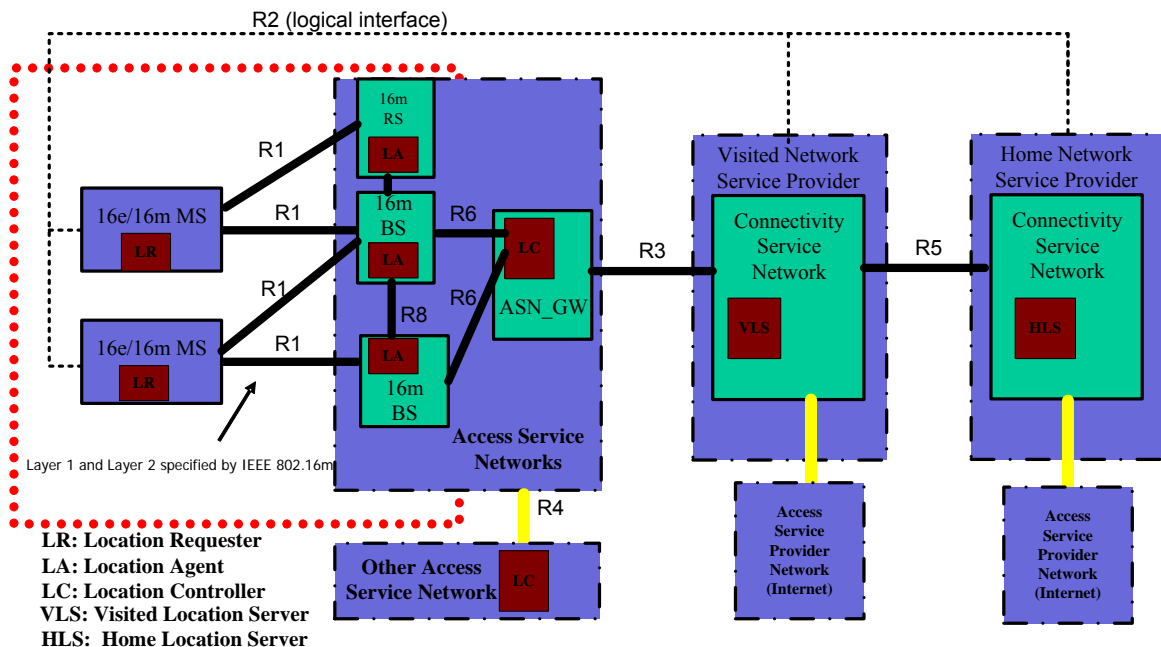 R2 (logical interface)
16m
RS
LA
R1
16e/16m MS
LR
R1
16m
BS
LA
R6
LC
ASN_GW
R1
R6
R8
16e/16m MS
LR
R1
LA
16m
BS
Layer 1 and Layer 2 specified by IEEE 802.16m
Access Service
Networks
R3
Visited Network
Service Provider
Connectivity
Service
Network
VLS
R5
Home Network
Service Provider
Connectivity
Service
Network
HLS
R4
Other Access
Service Network
LC
Access
Service
Provider
Network
(Internet)
Access
Service
Provider
Network
(Internet)
LR: Location Requester
LA: Location Agent
LC: Location Controller
VLS: Visited Location Server
HLS: Home Location Server